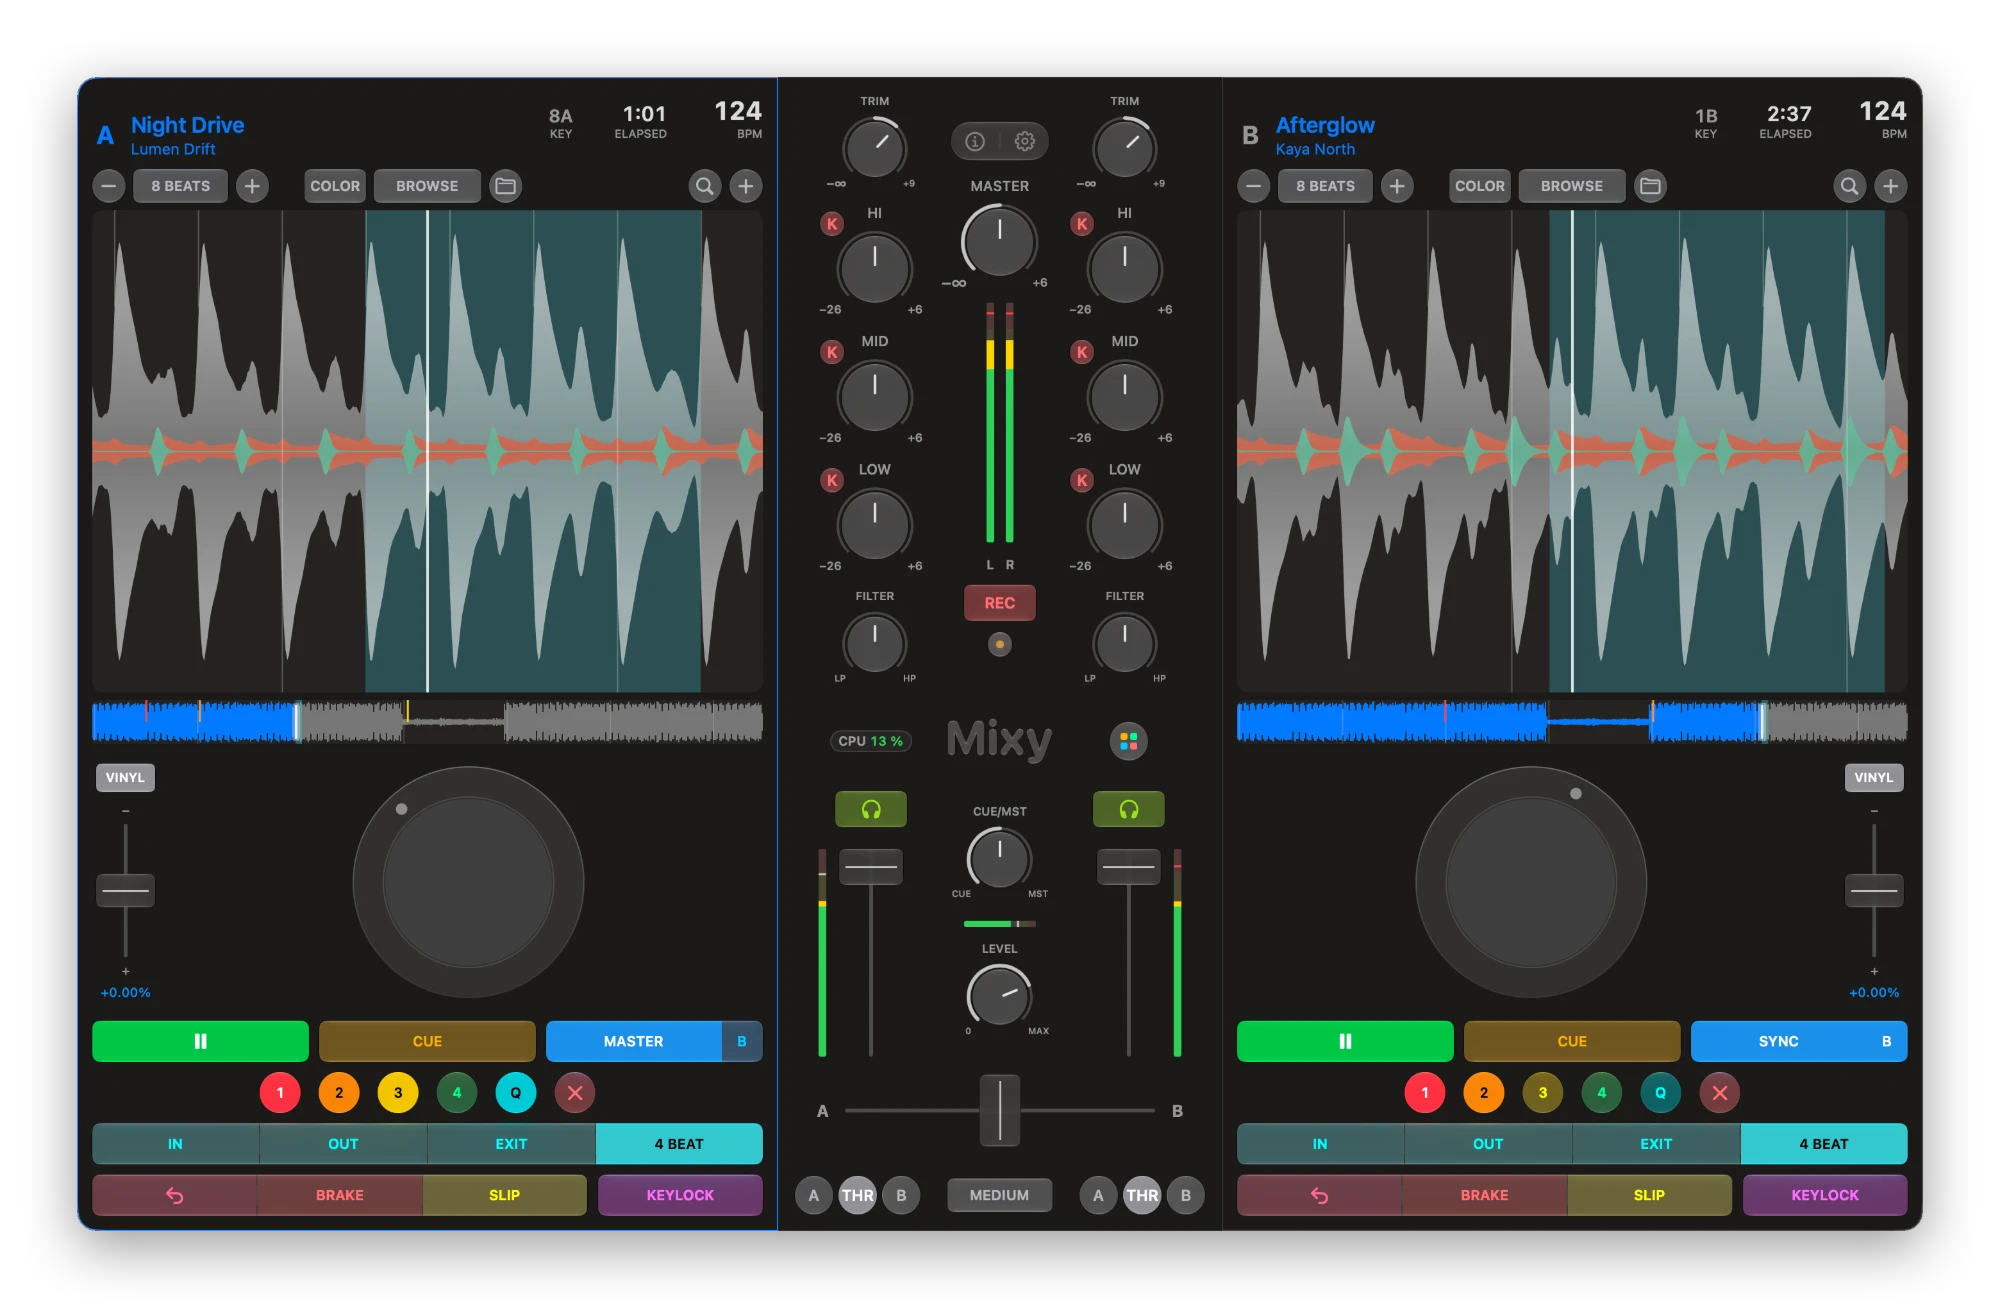 A
Night Drive
Lumen Drift
8A
KEY
1:01
ELAPSED
124
BPM
8 BEATS
COLOR
BROWSE
VINYL
−
+
+0.00%
CUE
MASTER
B
1
2
3
4
Q
IN
OUT
EXIT
4 BEAT
BRAKE
SLIP
KEYLOCK
TRIM
−∞
+9
K
HI
−26
+6
K
MID
−26
+6
K
LOW
−26
+6
FILTER
LP
HP
MASTER
−∞
+6
L R
REC
TRIM
−∞
+9
K
HI
−26
+6
K
MID
−26
+6
K
LOW
−26
+6
FILTER
LP
HP
CPU 13 %
Mixy
CUE/MST
CUE
MST
LEVEL
0
MAX
A
B
A
THR
B
MEDIUM
A
THR
B
B
Afterglow
Kaya North
1B
KEY
2:37
ELAPSED
124
BPM
8 BEATS
COLOR
BROWSE
VINYL
−
+
+0.00%
CUE
SYNC
B
1
2
3
4
Q
IN
OUT
EXIT
4 BEAT
BRAKE
SLIP
KEYLOCK